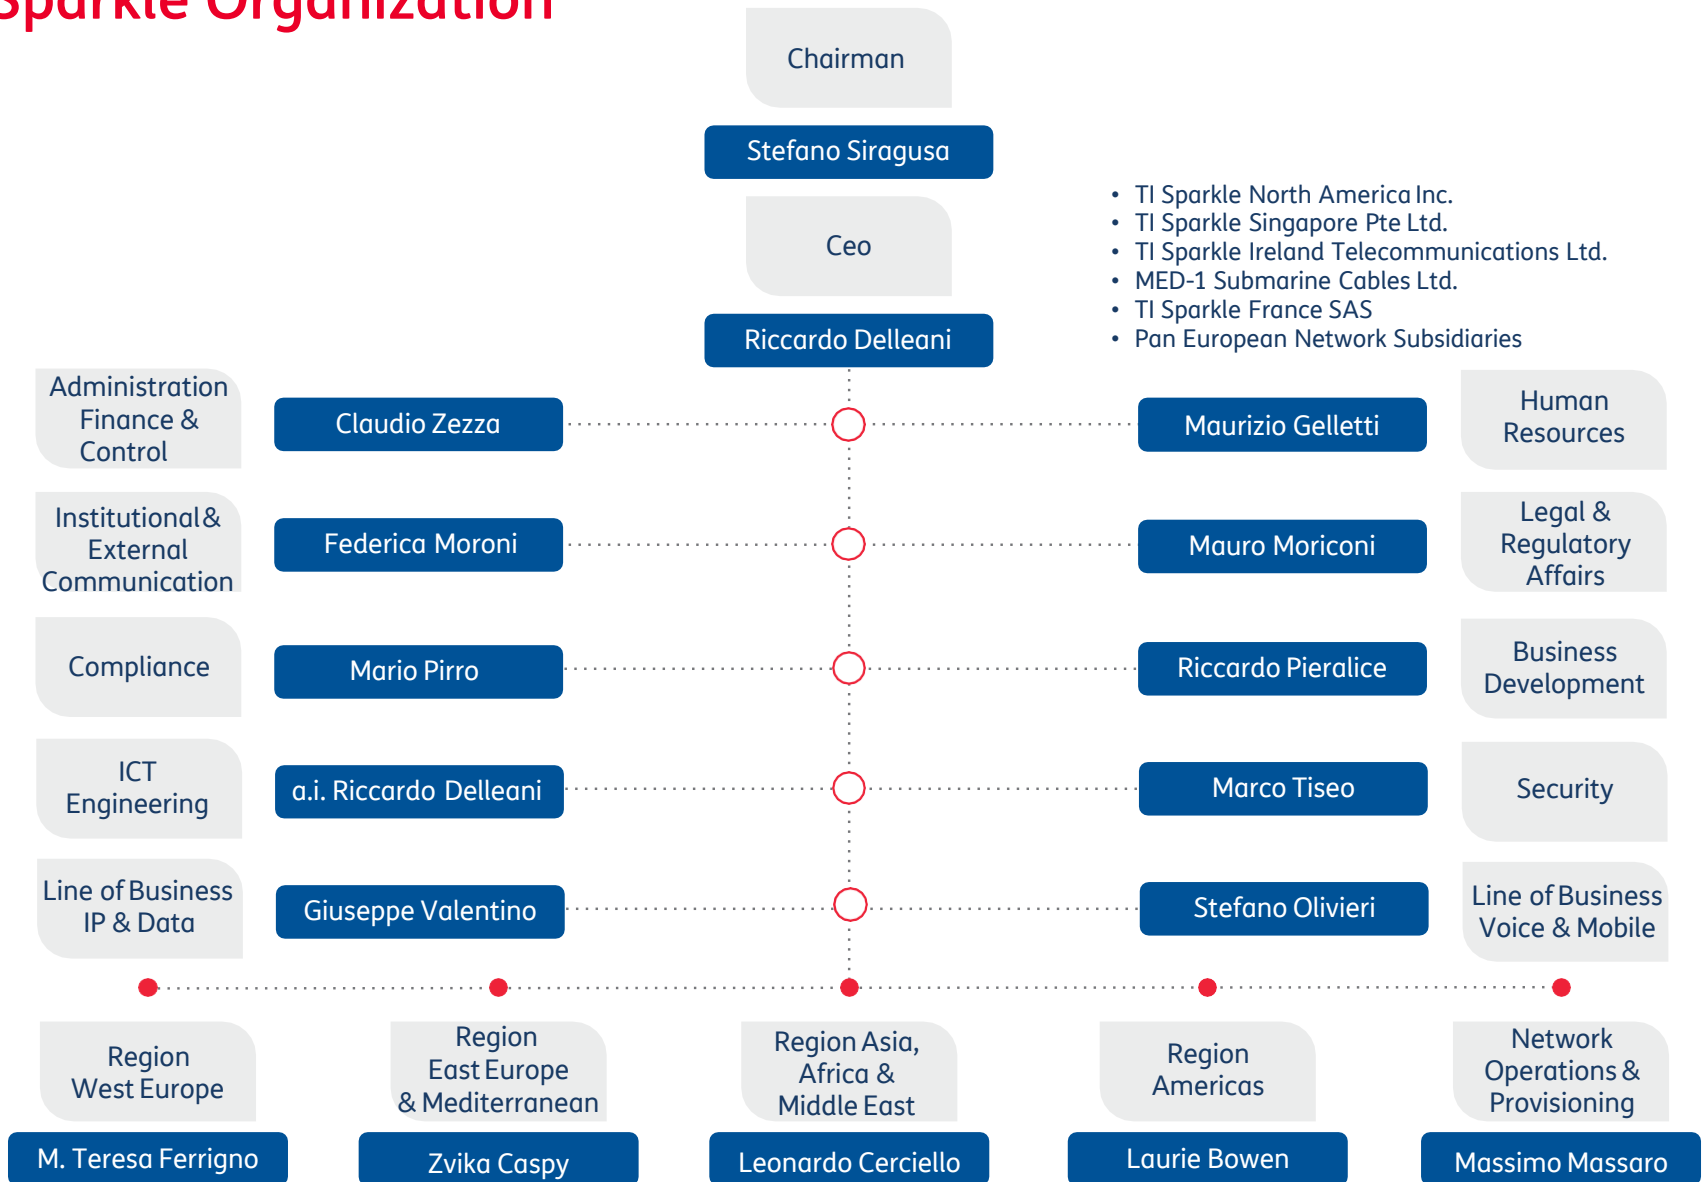 Sparkle Organization
Chairman
Stefano Siragusa
Ceo
Riccardo Delleani
• TI Sparkle North America Inc.
• TI Sparkle Singapore Pte Ltd.
• TI Sparkle Ireland Telecommunications Ltd.
• MED-1 Submarine Cables Ltd.
• TI Sparkle France SAS
• Pan European Network Subsidiaries
Administration
Finance &
Control
Claudio Zezza
Maurizio Gelletti
Human
Resources
Institutional &
External
Communication
Federica Moroni
Mauro Moriconi
Legal &
Regulatory
Affairs
Compliance
Mario Pirro
Riccardo Pieralice
Business
Development
ICT
Engineering
a.i. Riccardo Delleani
Marco Tiseo
Security
Line of Business
IP & Data
Giuseppe Valentino
Stefano Olivieri
Line of Business
Voice & Mobile
Region
West Europe
M. Teresa Ferrigno
Region
East Europe
& Mediterranean
Zvika Caspy
Region Asia,
Africa &
Middle East
Leonardo Cerciello
Region
Americas
Laurie Bowen
Network
Operations &
Provisioning
Massimo Massaro